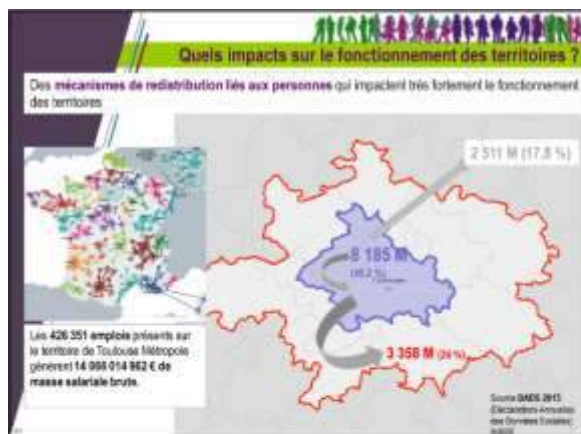 Quels impacts sur le fonctionnement des territoires ?
Des mécanismes de redistribution liés aux personnes qui impactent très fortement le fonctionnement
des territoires
2 511 M (17,8 %)
8 185 M
3 358 M (24 %)
Les 426 351 emplois présents sur
le territoire de Toulouse Métropole
génèrent 14 068 014 962 € de
masse salariale brute.
Source DADS 2013
(Déclarations Annuelles
des Données Sociales)